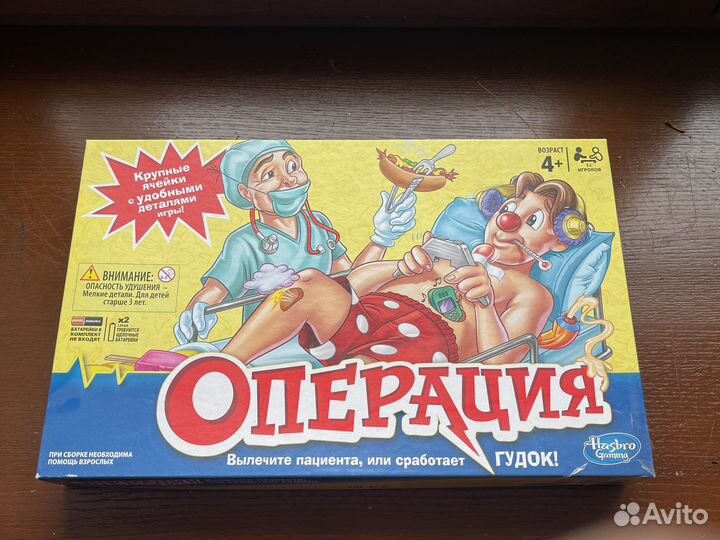 Крупные
ячейки
с удобными
деталями
игры!
ВОЗРАСТ
4+
1+
ИГРОКОВ
ВНИМАНИЕ:
ОПАСНОСТЬ УДУШЕНИЯ –
Мелкие детали. Для детей
старше 3 лет.
БАТАРЕЙКИ В
КОМПЛЕКТ
НЕ ВХОДЯТ
x2
ТРЕБУЮТСЯ
ЩЕЛОЧНЫЕ
БАТАРЕЙКИ
ОПЕРАЦИЯ
ПРИ СБОРКЕ НЕОБХОДИМА
ПОМОЩЬ ВЗРОСЛЫХ
Вылечите пациента, или сработает ГУДОК!
Hasbro
Gaming
Avito